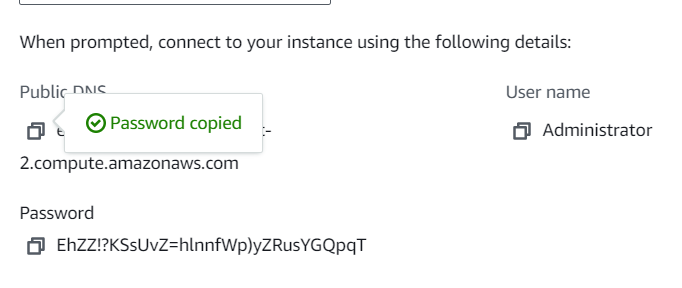 When prompted, connect to your instance using the following details:
Public DNS
User name
Password copied
Administrator
2.compute.amazonaws.com
Password
EhZZ!?KSsUvZ=hlnnfWp)yZRusYGQpqT